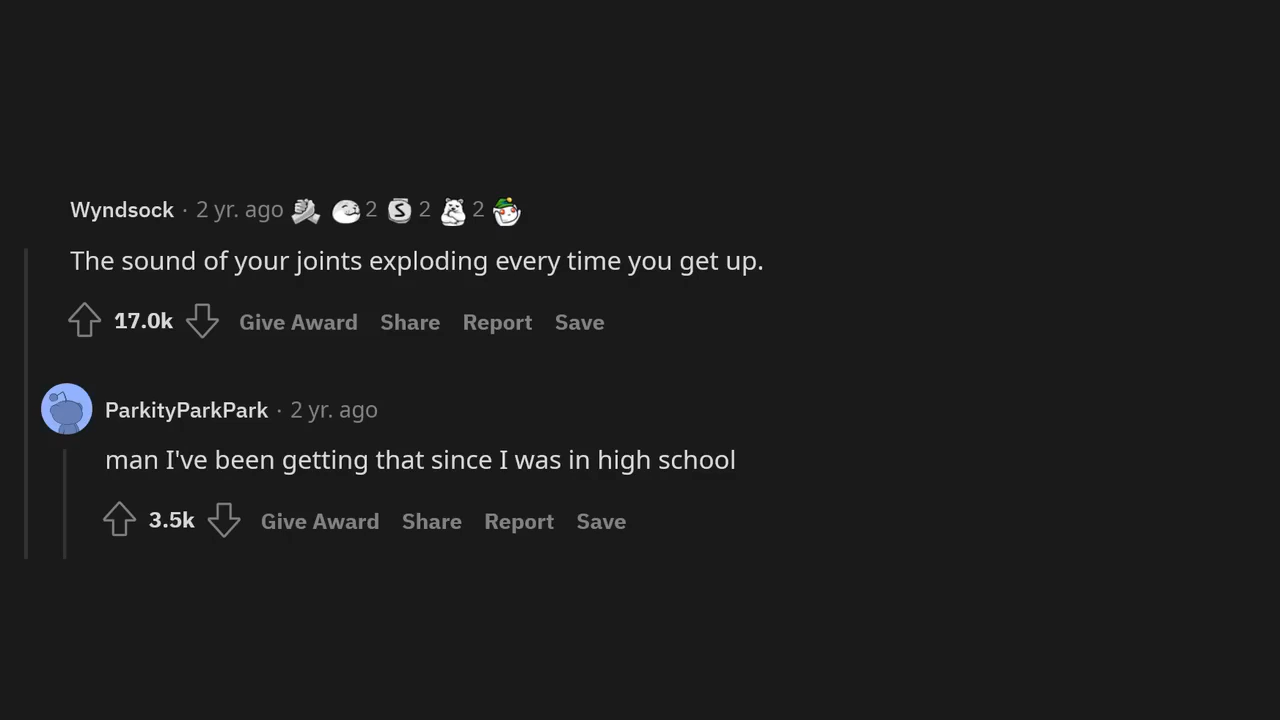 Wyndsock · 2 yr. ago 2 S 2 2
The sound of your joints exploding every time you get up.
17.0k Give Award Share Report Save
ParkityParkPark · 2 yr. ago
man I've been getting that since I was in high school
3.5k Give Award Share Report Save